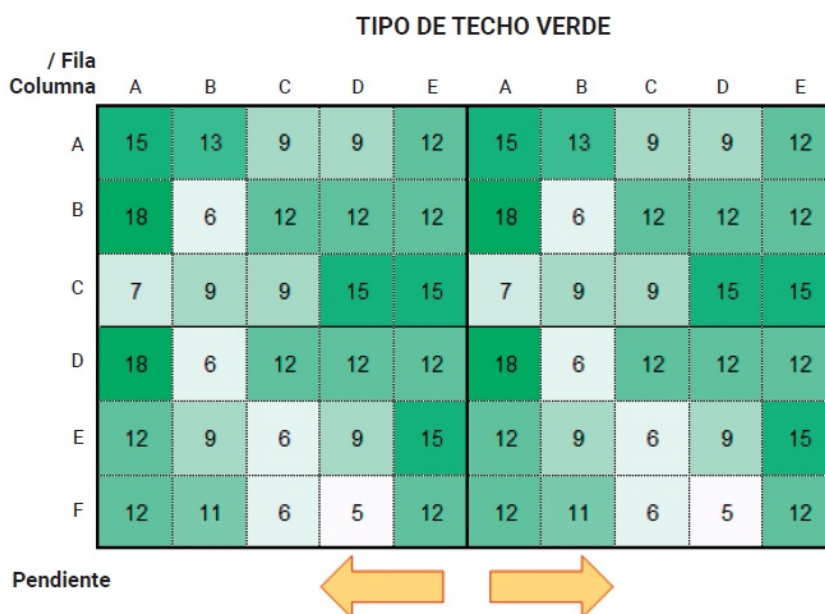 TIPO DE TECHO VERDE
/ Fila
Columna A B C D E A B C D E
A 15 13 9 9 12 15 13 9 9 12
B 18 6 12 12 12 18 6 12 12 12
C 7 9 9 15 15 7 9 9 15 15
D 18 6 12 12 12 18 6 12 12 12
E 12 9 6 9 15 12 9 6 9 15
F 12 11 6 5 12 12 11 6 5 12
Pendiente